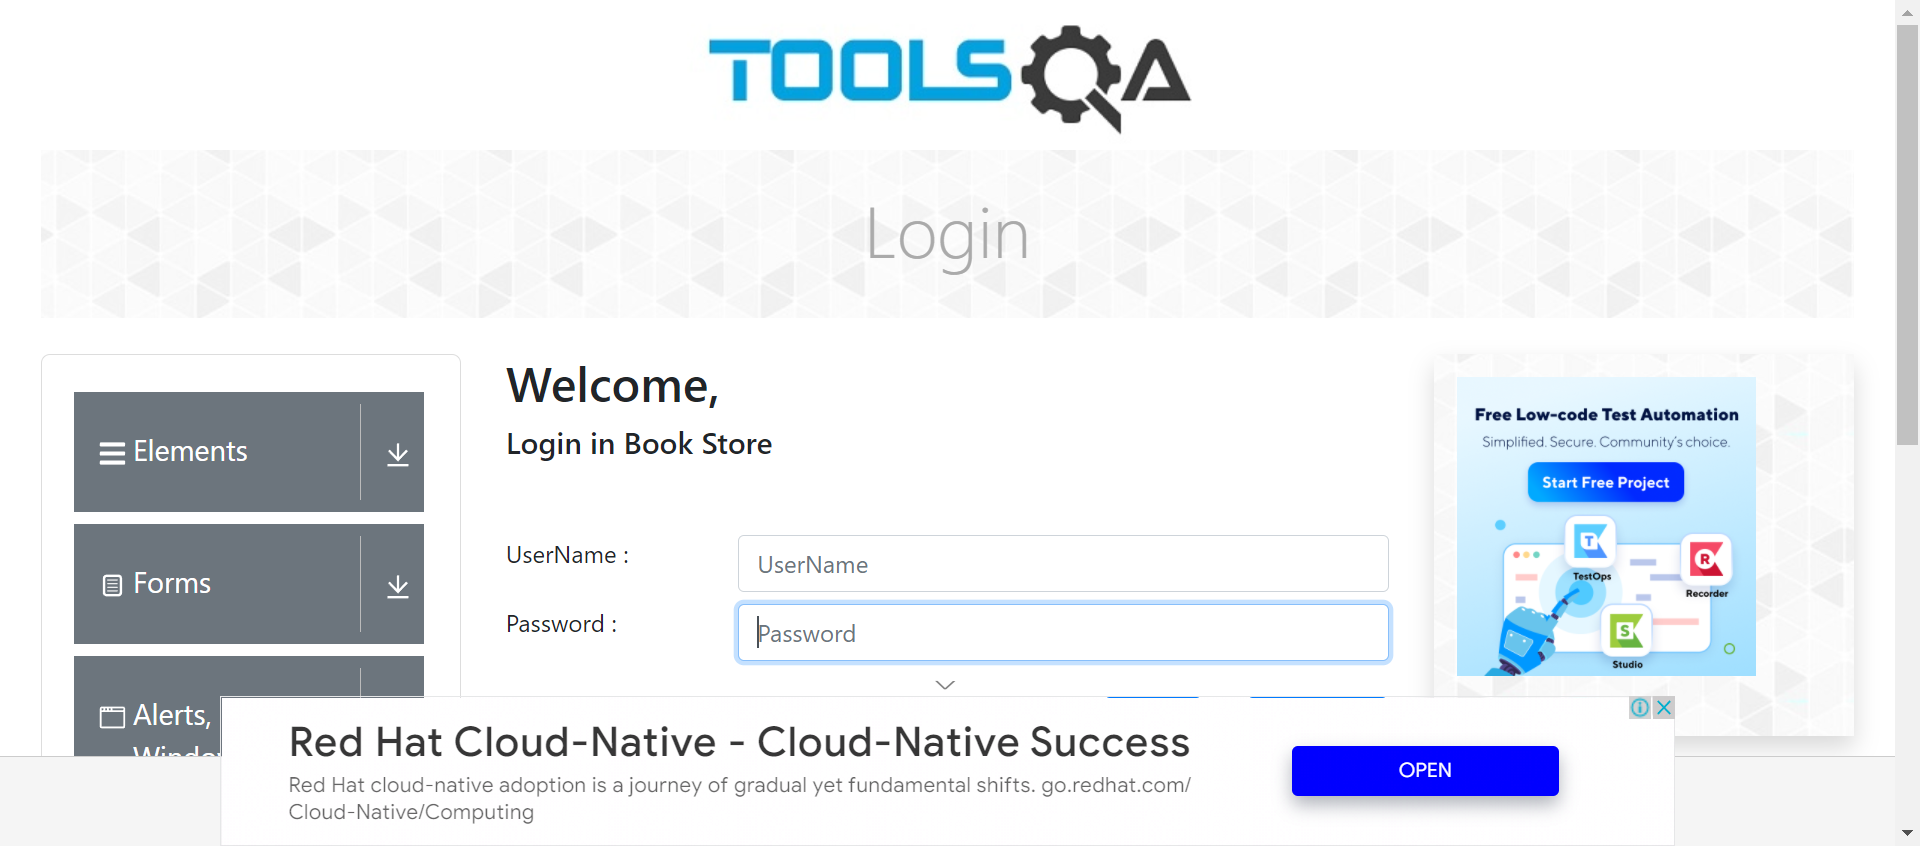 TOOLSQA
Login
Elements
Forms
Alerts,
Welcome,
Login in Book Store
UserName :
UserName
Password :
Password
Free Low-code Test Automation
Simplified. Secure. Community's choice.
Start Free Project
T
TestOps
R
Recorder
S
Studio
Red Hat Cloud-Native - Cloud-Native Success
Red Hat cloud-native adoption is a journey of gradual yet fundamental shifts. go.redhat.com/
Cloud-Native/Computing
OPEN